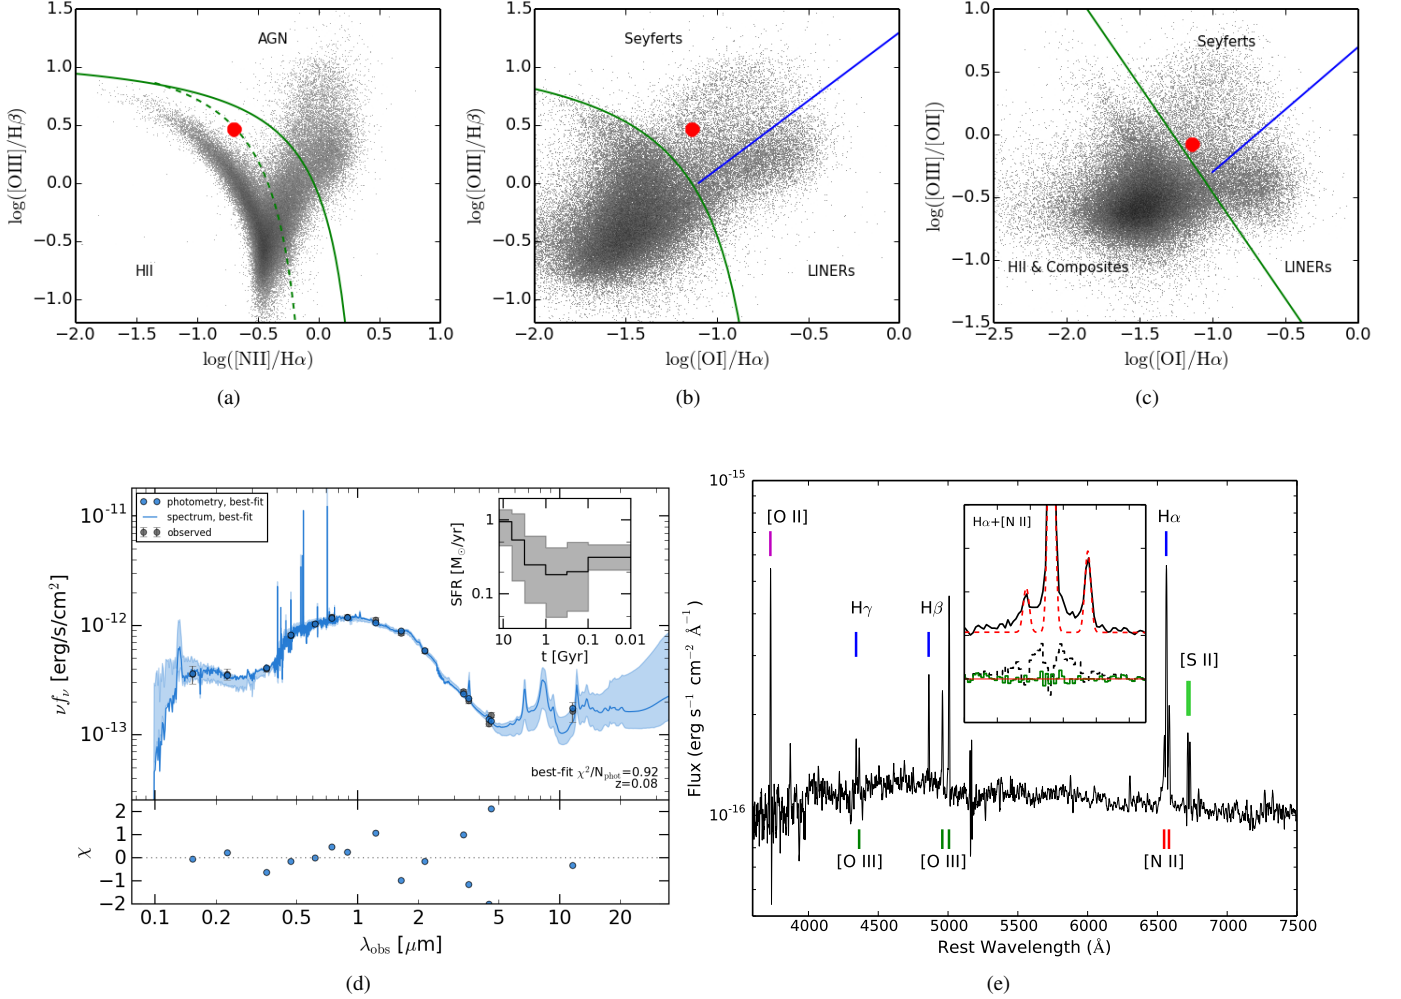 1.5
1.0
0.5
0.0
−0.5
−1.0
log([OIII]/Hβ)
AGN
HII
−2.0 −1.5 −1.0 −0.5 0.0 0.5 1.0
log([NII]/Hα)
(a)
1.5
1.0
0.5
0.0
−0.5
−1.0
log([OIII]/Hβ)
Seyferts
LINERs
−2.0 −1.5 −1.0 −0.5 0.0
log([OI]/Hα)
(b)
1.0
0.5
0.0
−0.5
−1.0
−1.5
log([OIII]/[OII])
Seyferts
HII & Composites
LINERs
−2.5 −2.0 −1.5 −1.0 −0.5 0.0
log([OI]/Hα)
(c)
photometry, best-fit
spectrum, best-fit
observed
10⁻¹¹
10⁻¹²
10⁻¹³
νf_ν [erg/s/cm²]
1
0.1
SFR [M⊙/yr]
10 1 0.1 0.01
t [Gyr]
best-fit χ²/N_phot=0.92
z=0.08
2
1
0
−1
−2
χ
0.1 0.2 0.5 1 2 5 10 20
λ_obs [μm]
(d)
10⁻¹⁵
10⁻¹⁶
Flux (erg s⁻¹ cm⁻² Å⁻¹)
[O II]
Hγ
Hβ
Hα+[N II]
Hα
[S II]
[O III]
[O III]
[N II]
4000 4500 5000 5500 6000 6500 7000 7500
Rest Wavelength (Å)
(e)